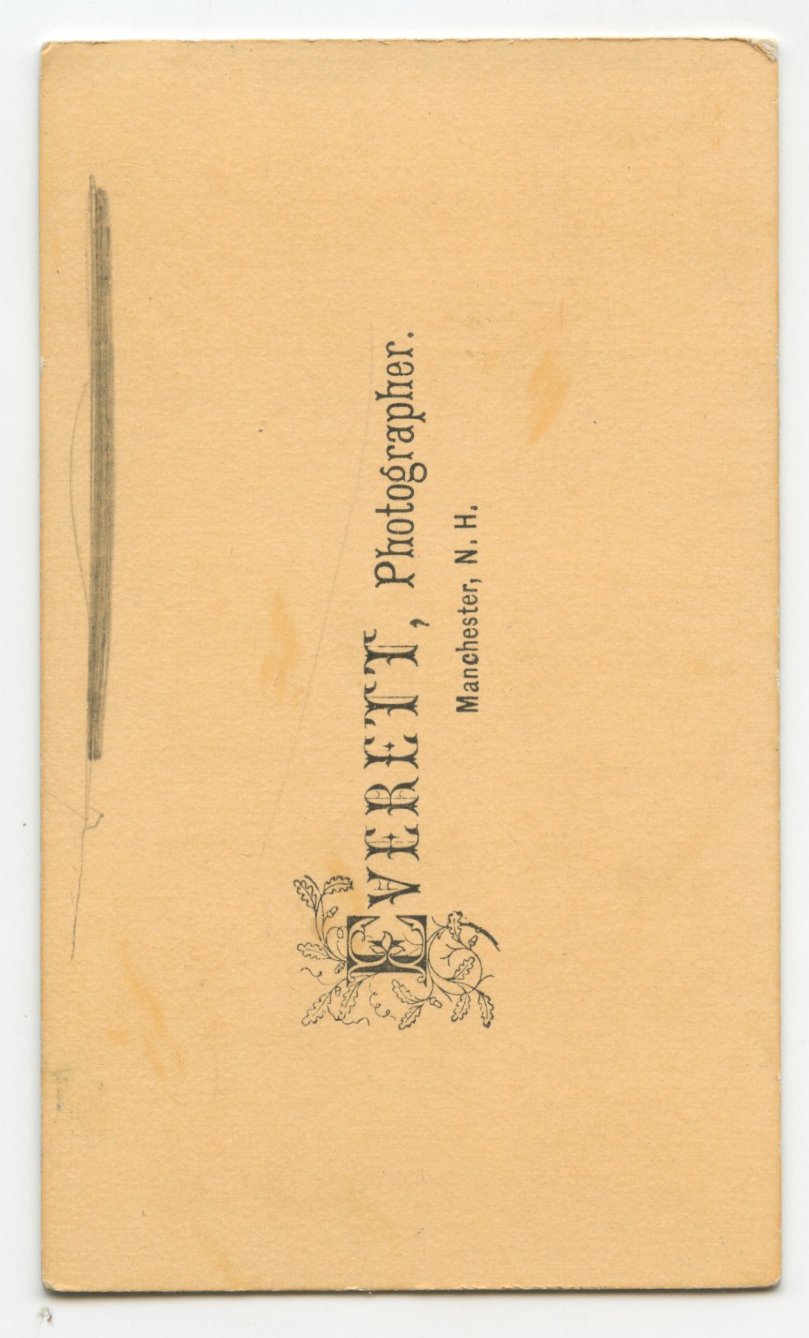 EVERETT, Photographer.
Manchester, N. H.